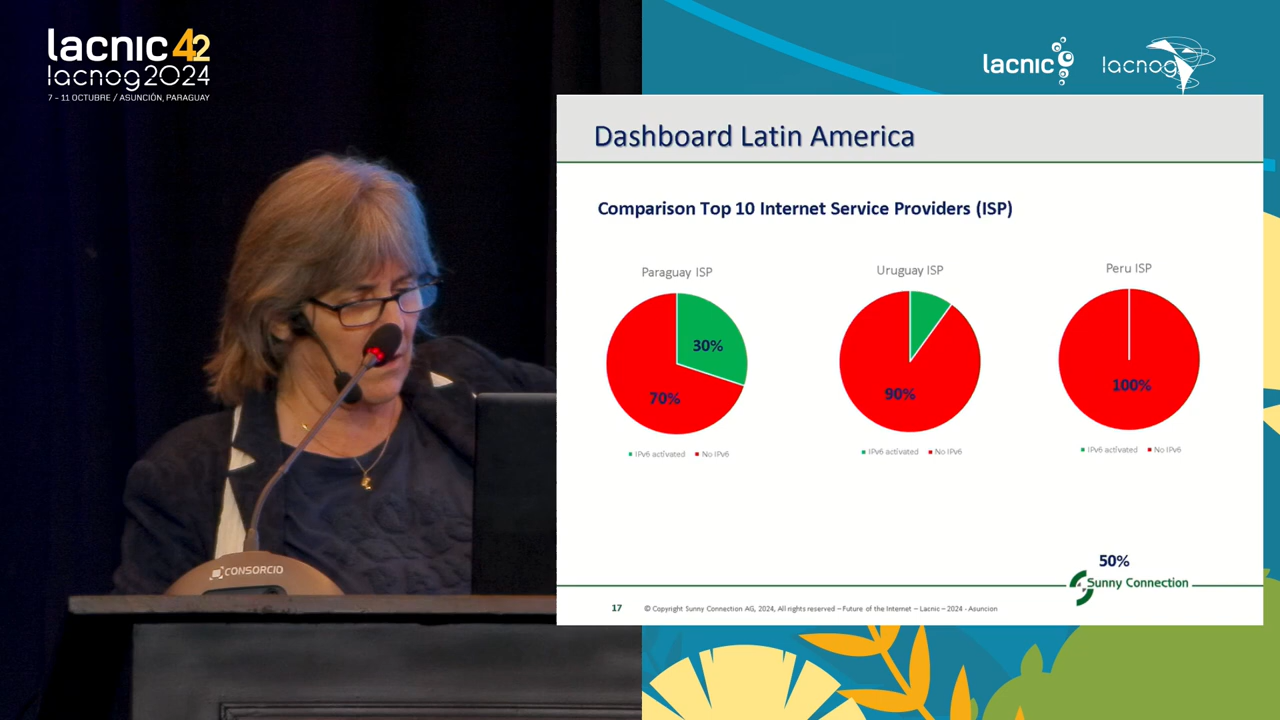 lacnic 42
lacnog2024
7 - 11 OCTUBRE / ASUNCIÓN, PARAGUAY
lacnic
lacnog
Dashboard Latin America
Comparison Top 10 Internet Service Providers (ISP)
Paraguay ISP
30%
70%
IPv6 activated No IPv6
Uruguay ISP
90%
IPv6 activated No IPv6
Peru ISP
100%
IPv6 activated No IPv6
50%
Sunny Connection
17
© Copyright Sunny Connection AG, 2024, All rights reserved – Future of the Internet – Lacnic – 2024 - Asuncion
CONSORCIO